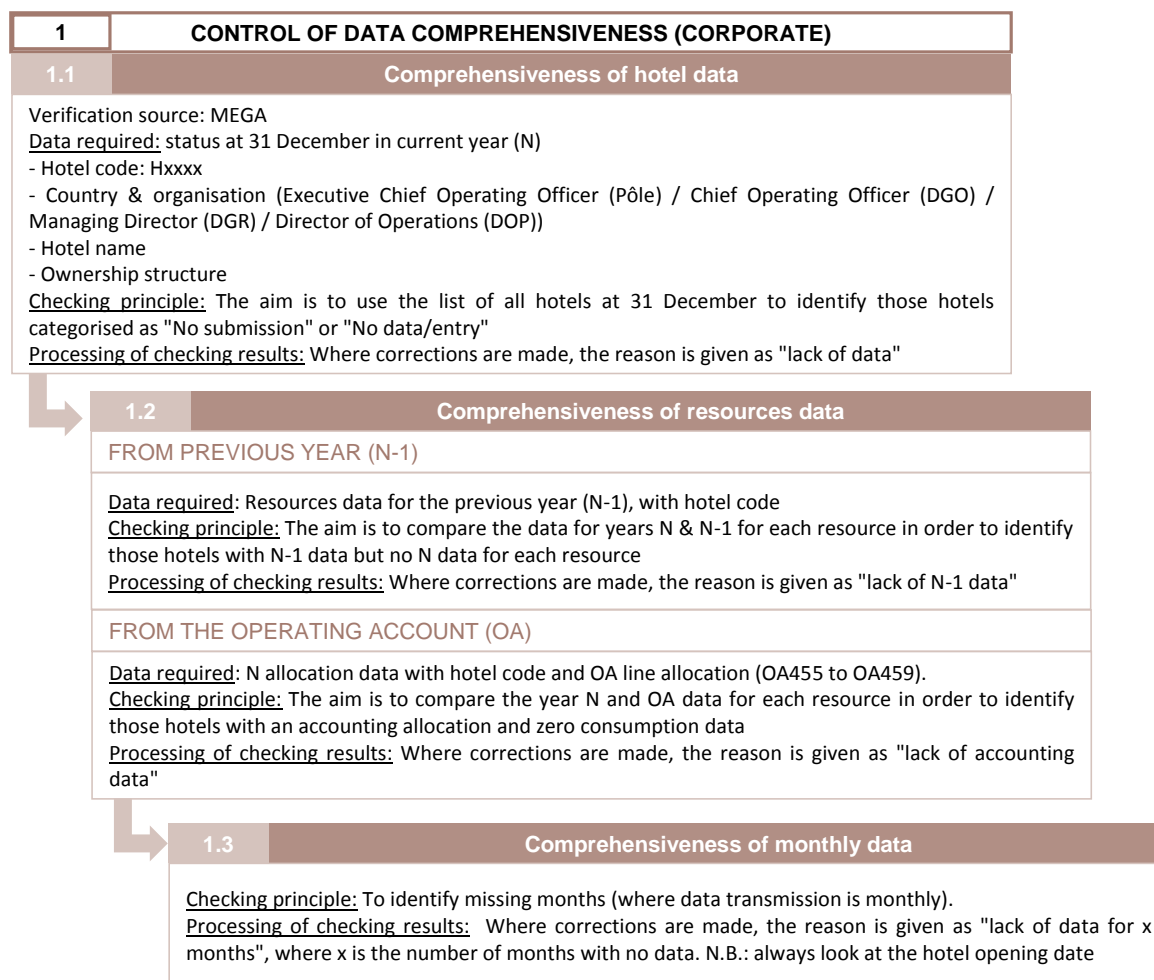 1 CONTROL OF DATA COMPREHENSIVENESS (CORPORATE)
1.1 Comprehensiveness of hotel data
Verification source: MEGA
Data required: status at 31 December in current year (N)
- Hotel code: Hxxxx
- Country & organisation (Executive Chief Operating Officer (Pôle) / Chief Operating Officer (DGO) /
Managing Director (DGR) / Director of Operations (DOP))
- Hotel name
- Ownership structure
Checking principle: The aim is to use the list of all hotels at 31 December to identify those hotels
categorised as "No submission" or "No data/entry"
Processing of checking results: Where corrections are made, the reason is given as "lack of data"
1.2 Comprehensiveness of resources data
FROM PREVIOUS YEAR (N-1)
Data required: Resources data for the previous year (N-1), with hotel code
Checking principle: The aim is to compare the data for years N & N-1 for each resource in order to identify
those hotels with N-1 data but no N data for each resource
Processing of checking results: Where corrections are made, the reason is given as "lack of N-1 data"
FROM THE OPERATING ACCOUNT (OA)
Data required: N allocation data with hotel code and OA line allocation (OA455 to OA459).
Checking principle: The aim is to compare the year N and OA data for each resource in order to identify
those hotels with an accounting allocation and zero consumption data
Processing of checking results: Where corrections are made, the reason is given as "lack of accounting
data"
1.3 Comprehensiveness of monthly data
Checking principle: To identify missing months (where data transmission is monthly).
Processing of checking results: Where corrections are made, the reason is given as "lack of data for x
months", where x is the number of months with no data. N.B.: always look at the hotel opening date